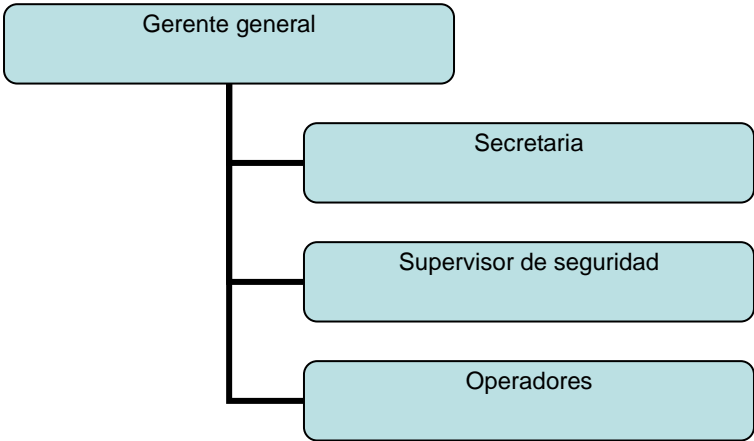 Gerente general
Secretaria
Supervisor de seguridad
Operadores